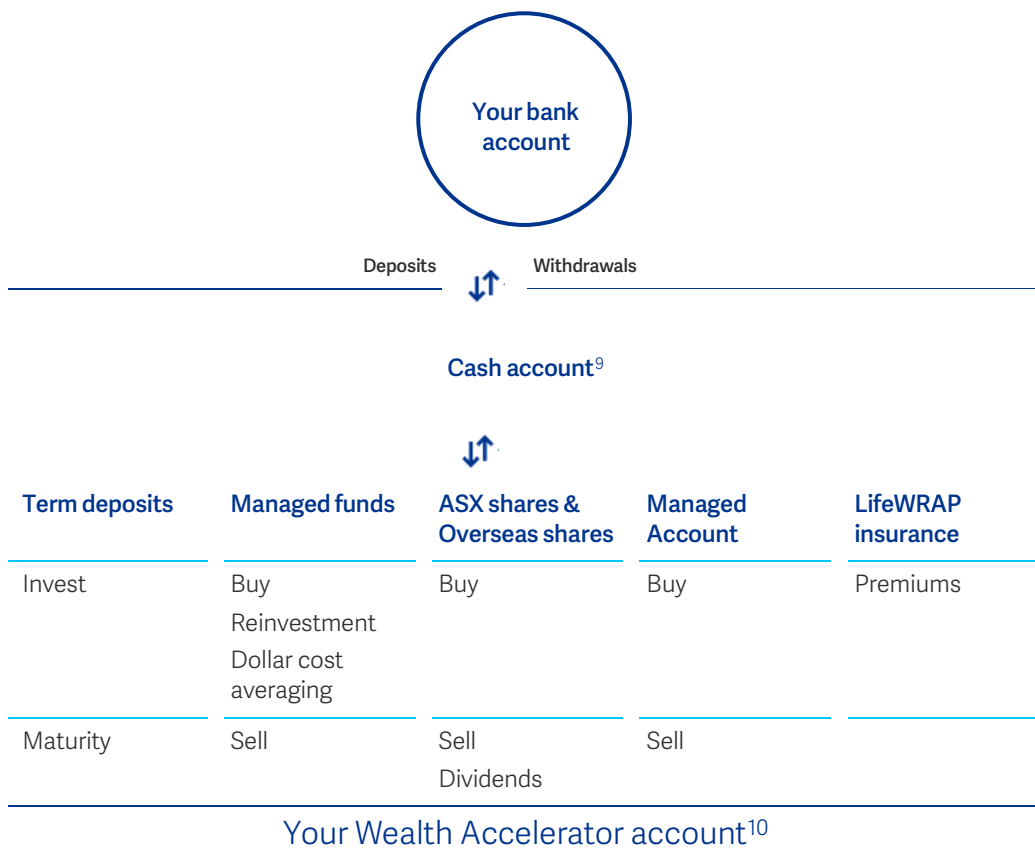 Your bank
account
Deposits Withdrawals
Cash account⁹
Term deposits Managed funds ASX shares & Managed LifeWRAP
Overseas shares Account insurance
Invest Buy Buy Buy Premiums
Reinvestment
Dollar cost
averaging
Maturity Sell Sell Sell
Dividends
Your Wealth Accelerator account¹⁰